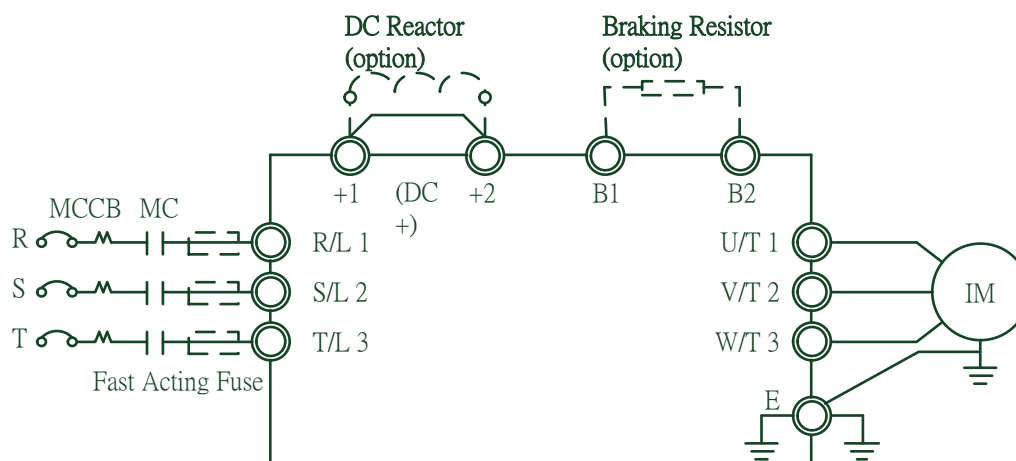 DC Reactor
(option)
Braking Resistor
(option)
+1
(DC
+)
+2
B1
B2
MCCB
MC
R
R/L 1
U/T 1
S
S/L 2
V/T 2
IM
T
T/L 3
W/T 3
Fast Acting Fuse
E